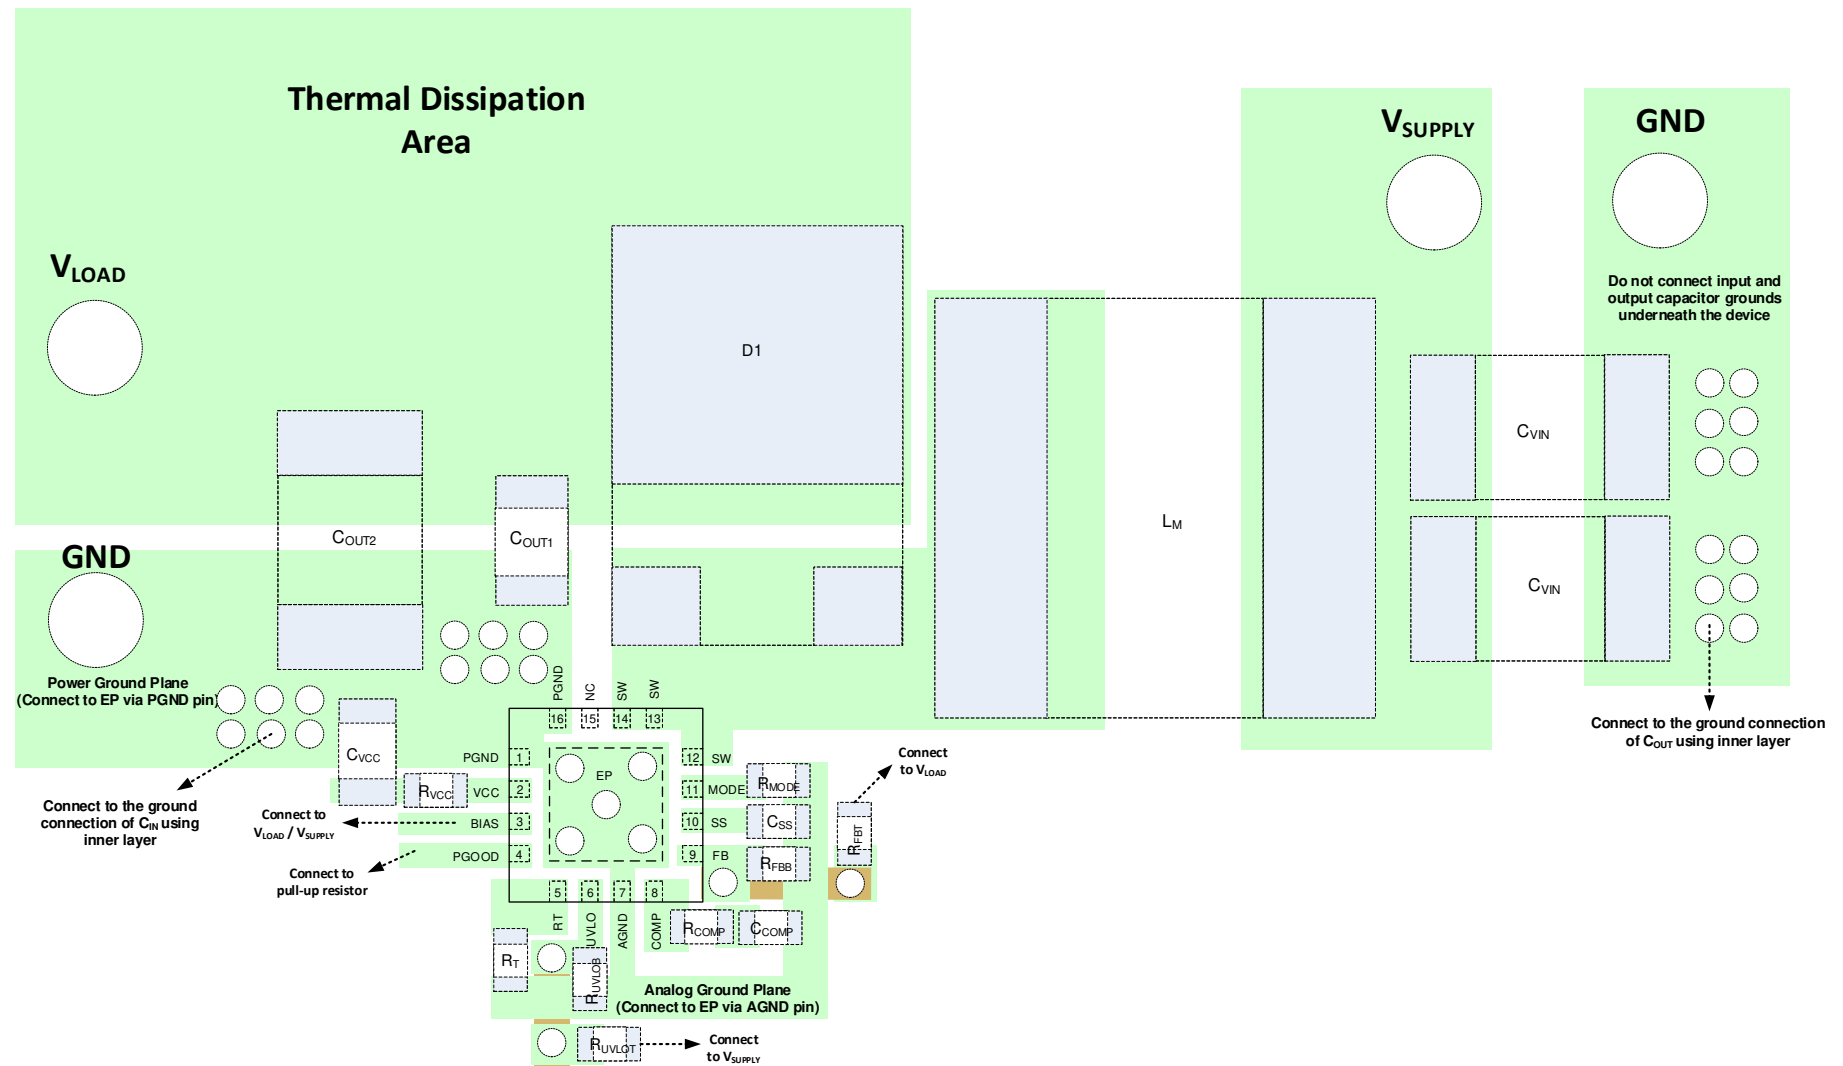 Thermal Dissipation
Area
VSUPPLY
GND
VLOAD
Do not connect input and
output capacitor grounds
underneath the device
D1
CVIN
LM
COUT2
COUT1
GND
CVIN
Power Ground Plane
(Connect to EP via PGND pin)
PGND
NC
SW
SW
16
15
14
13
Connect to the ground connection
of COUT using inner layer
CVCC
PGND
1
EP
12
SW
Connect
to VLOAD
RVCC
VCC
2
11
MODE
RMODE
Connect to the ground
connection of CIN using
inner layer
Connect to
VLOAD / VSUPPLY
BIAS
3
10
SS
CSS
RFBT
PGOOD
4
9
FB
RFBB
Connect to
pull-up resistor
5
6
7
8
RT
UVLO
AGND
COMP
RCOMP
CCOMP
RT
RUVLOB
Analog Ground Plane
(Connect to EP via AGND pin)
RUVLOT
Connect
to VSUPPLY